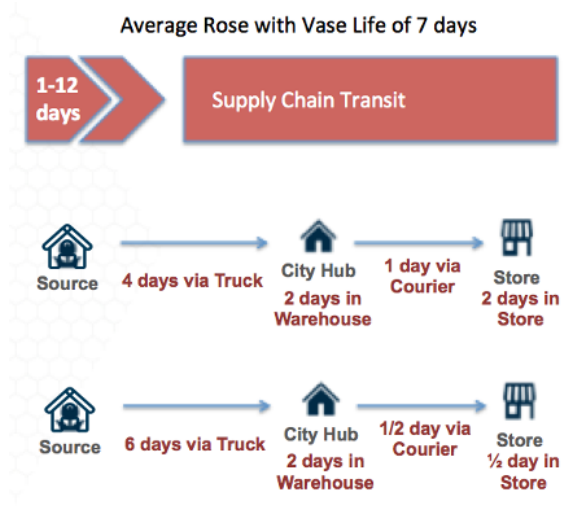 Average Rose with Vase Life of 7 days
1-12
days
Supply Chain Transit
Source
4 days via Truck
City Hub
2 days in
Warehouse
1 day via
Courier
Store
2 days in
Store
Source
6 days via Truck
City Hub
2 days in
Warehouse
1/2 day via
Courier
Store
½ day in
Store